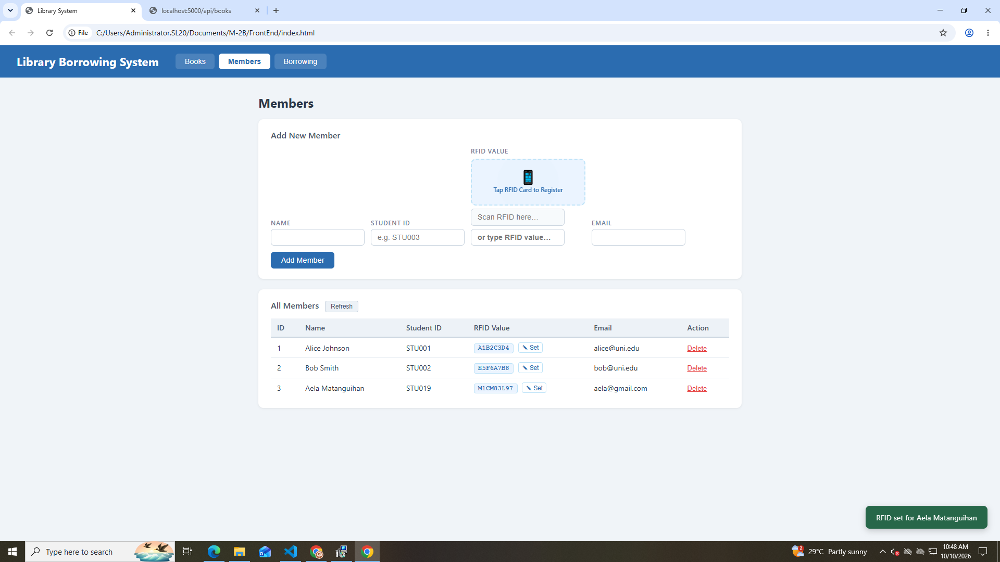 Library System
localhost:5000/api/books
File
C:/Users/Administrator.SL20/Documents/M-2B/FrontEnd/index.html
Library Borrowing System
Books
Members
Borrowing
Members
Add New Member
RFID VALUE
Tap RFID Card to Register
Scan RFID here...
NAME
STUDENT ID
EMAIL
e.g. STU003
or type RFID value...
Add Member
All Members
Refresh
ID Name Student ID RFID Value Email Action
1 Alice Johnson STU001 A1B2C3D4 Set alice@uni.edu Delete
2 Bob Smith STU002 E5F6A7B8 Set bob@uni.edu Delete
3 Aela Matanguihan STU019 M1CM83L97 Set aela@gmail.com Delete
RFID set for Aela Matanguihan
Type here to search
2
29°C Partly sunny
10:48 AM
10/10/2026